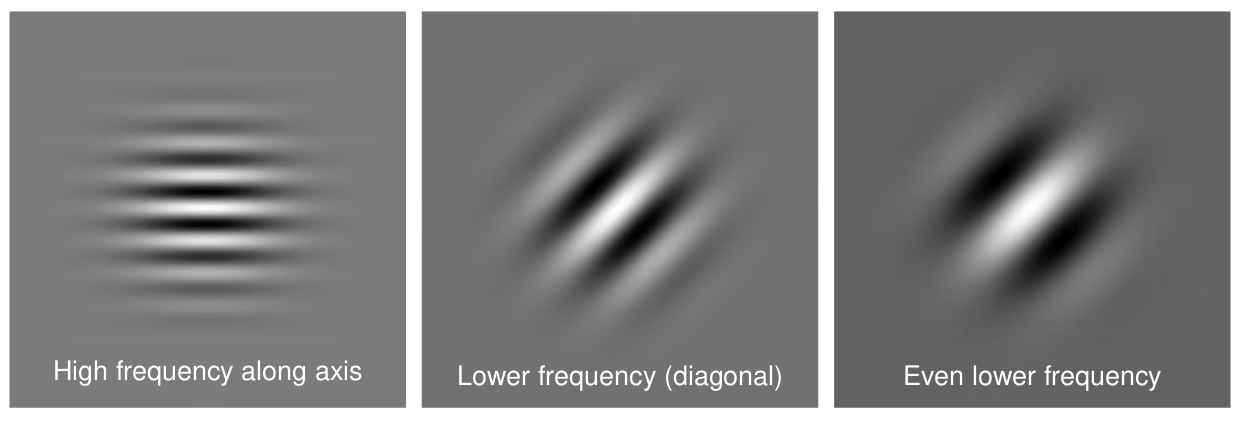 High frequency along axis
Lower frequency (diagonal)
Even lower frequency